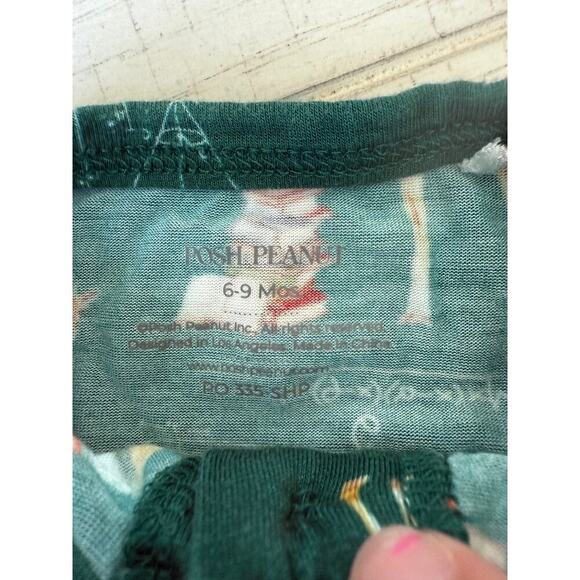 POSH PEANUT
6-9 Mos
©Posh Peanut Inc., All rights reserved.
Designed in Los Angeles. Made in China.
www.poshpeanut.com
PO 335-SHP